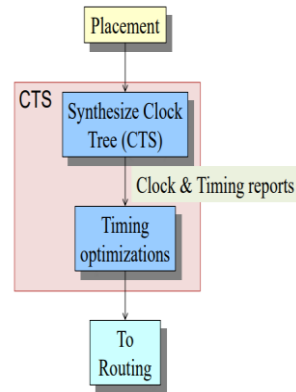 Placement
CTS
Synthesize Clock
Tree (CTS)
Clock & Timing reports
Timing
optimizations
To
Routing